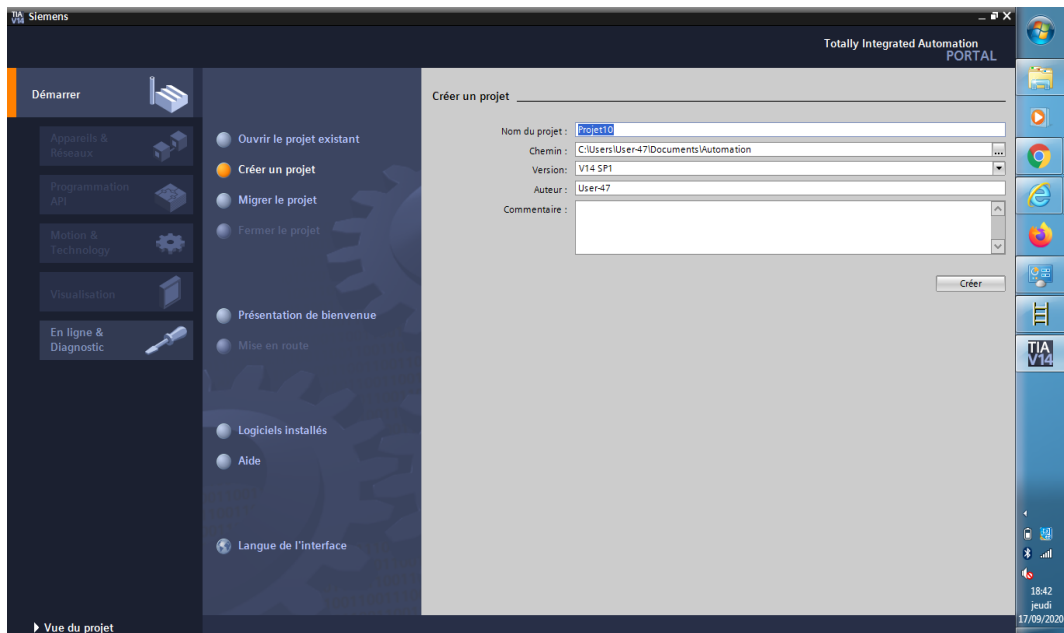 TIA V14 Siemens
Totally Integrated Automation
PORTAL
Démarrer
Appareils &
Réseaux
Programmation
API
Motion &
Technology
Visualisation
En ligne &
Diagnostic
Vue du projet
Ouvrir le projet existant
Créer un projet
Migrer le projet
Fermer le projet
Présentation de bienvenue
Mise en route
Logiciels installés
Aide
Langue de l'interface
Créer un projet
Nom du projet : Projet10
Chemin : C:\Users\User-47\Documents\Automation ...
Version: V14 SP1
Auteur : User-47
Commentaire :
Créer
TIA
V14
18:42
jeudi
17/09/2020